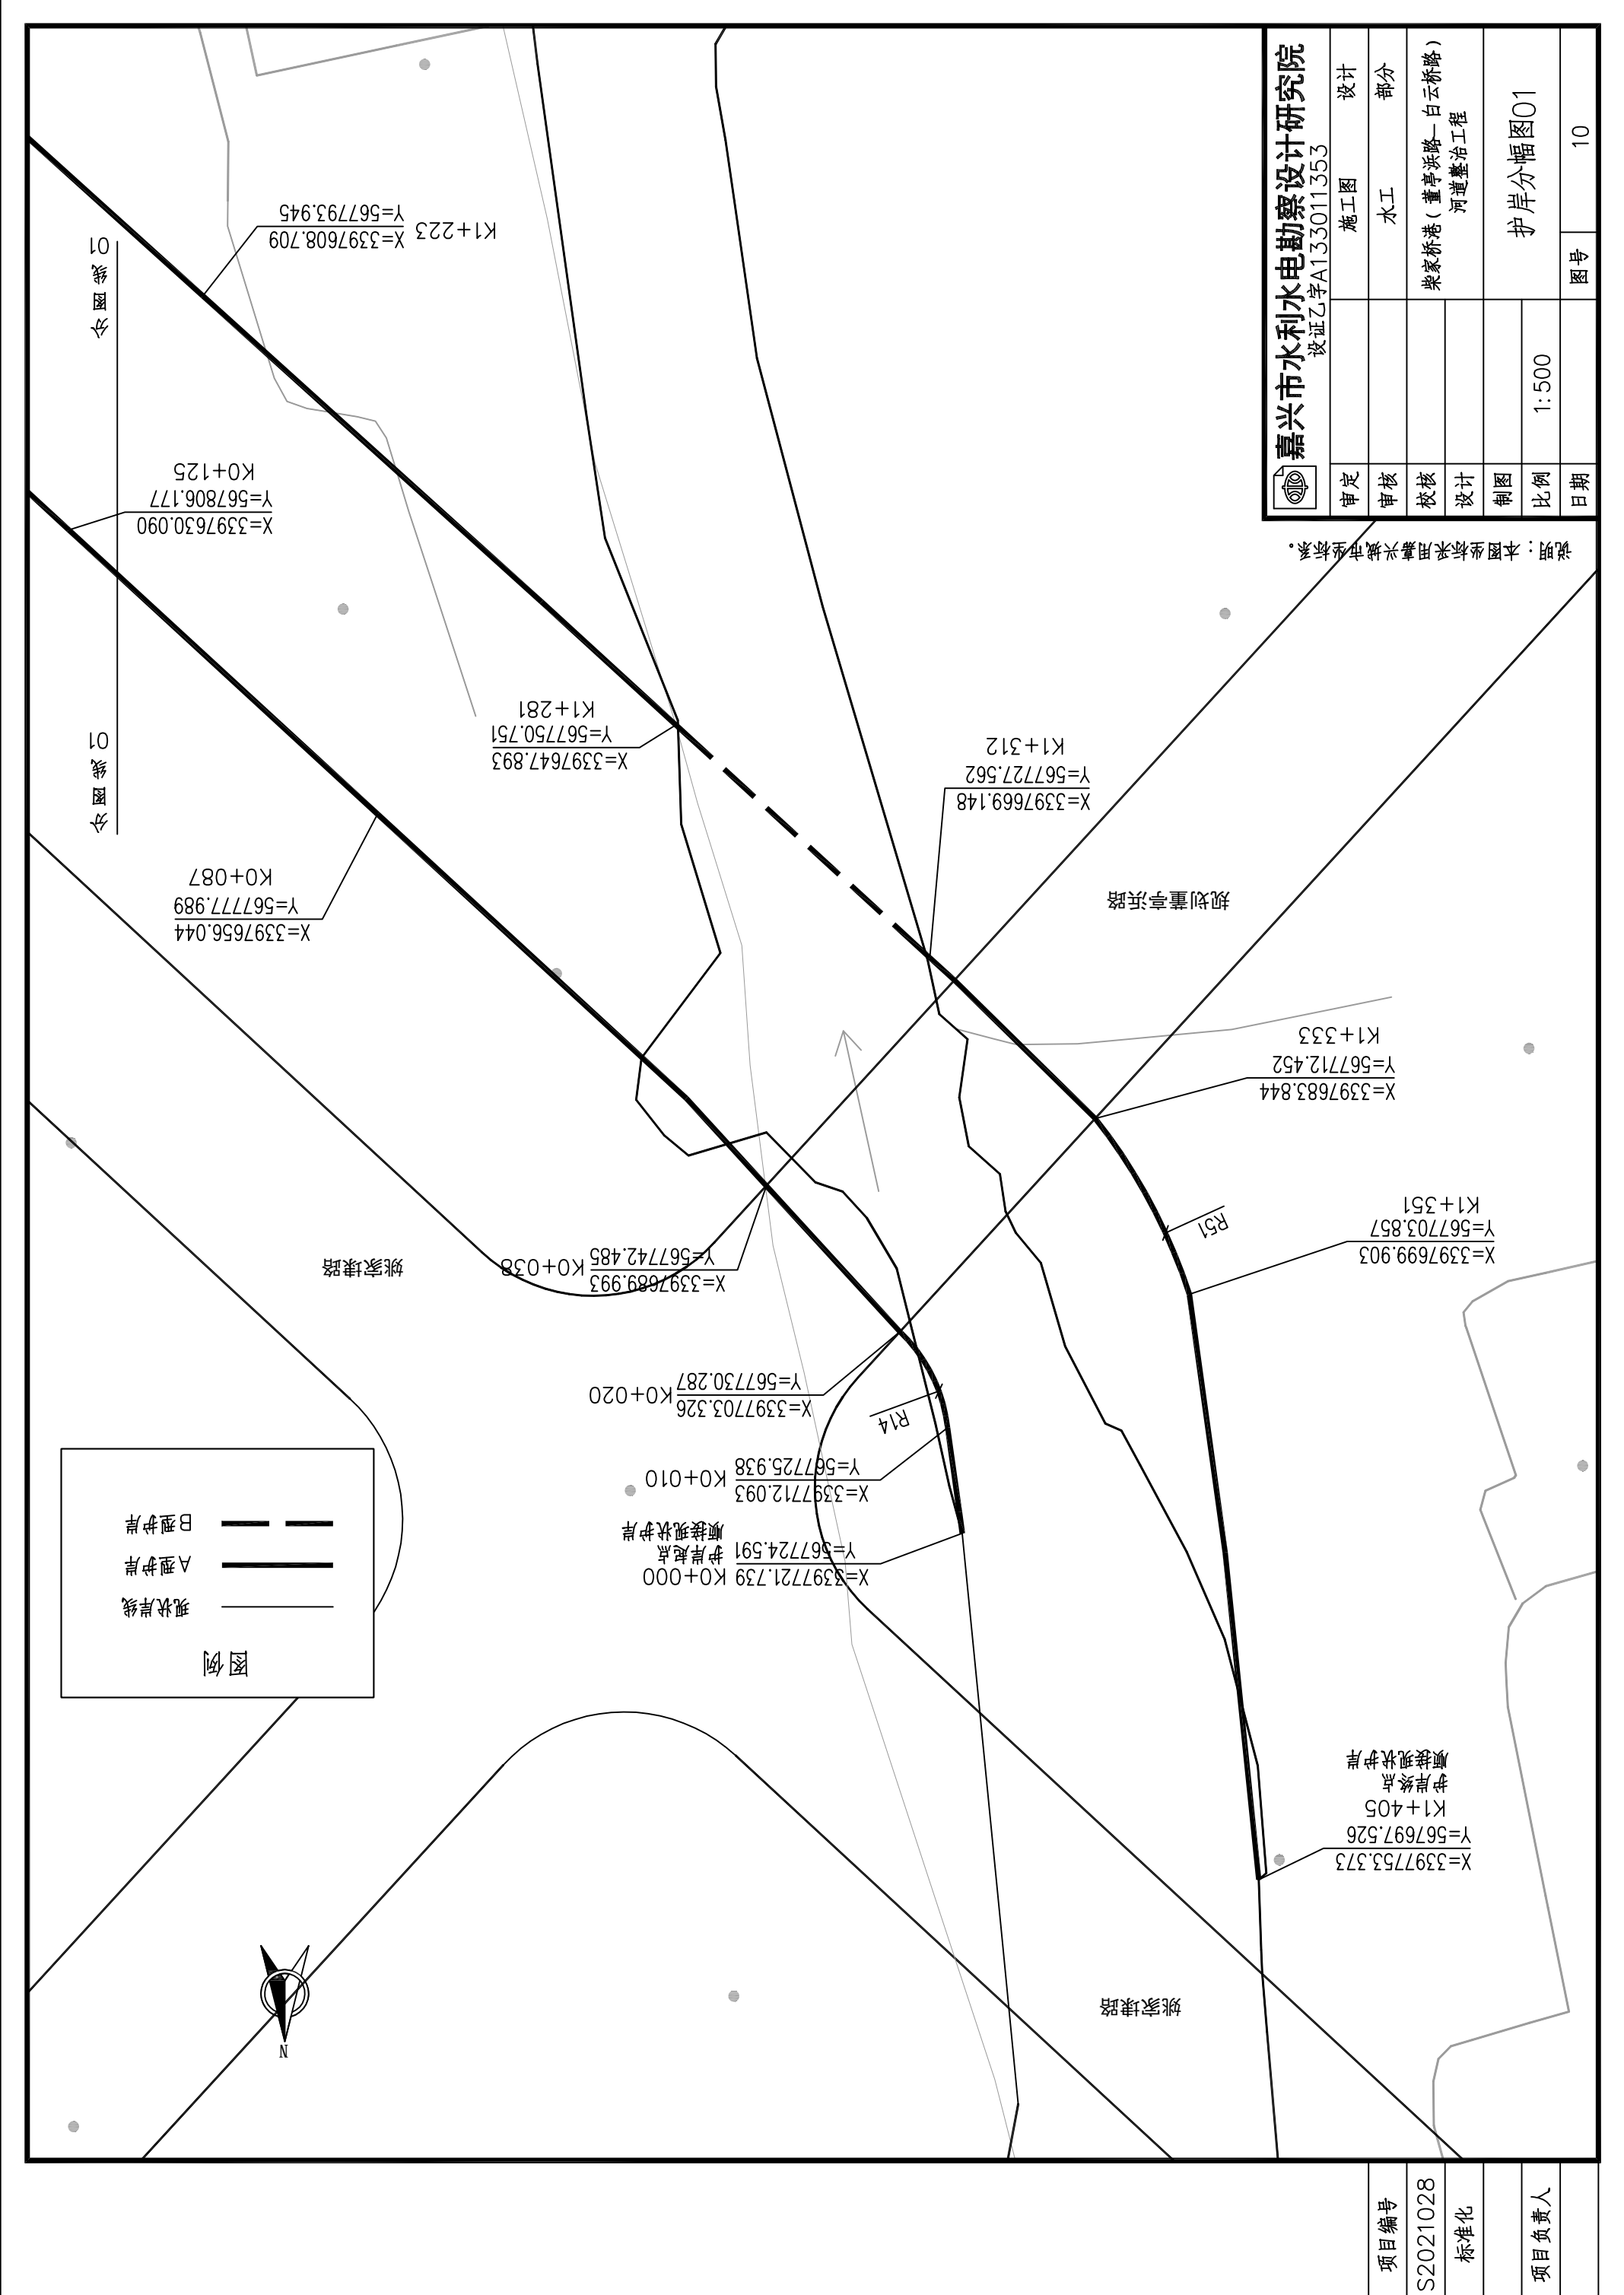 嘉兴市水利水电勘察设计研究院
设证乙字A133011353
审定
施工图
设计
审核
水工
部分
校核
柴家桥港(董亭浜路—白云桥路)
设计
河道整治工程
制图
护岸分幅图01
比例
1:500
日期
图号
10
说明:本图坐标采用嘉兴城市坐标系。
项目编号
S2021028
标准化
项目负责人
X=3397753.373
Y=567697.526
K1+405
护岸终点
顺接现状护岸
X=3397699.903
Y=567703.857
K1+351
R51
X=3397683.844
Y=567712.452
K1+333
规划董亭浜路
X=3397669.148
Y=567727.562
K1+312
X=3397647.893
Y=567750.751
K1+281
X=3397608.709
Y=567793.945
K1+223
X=3397721.739
Y=567724.591
K0+000
护岸起点
顺接现状护岸
X=3397712.093
Y=567725.938
K0+010
R14
X=3397703.326
Y=567730.287
K0+020
X=3397689.993
Y=567742.485
K0+038
X=3397656.044
Y=567777.989
K0+087
X=3397630.090
Y=567806.177
K0+125
分图线 01
分图线 01
姚家埭路
姚家埭路
图例
现状岸线
A型护岸
B型护岸
N